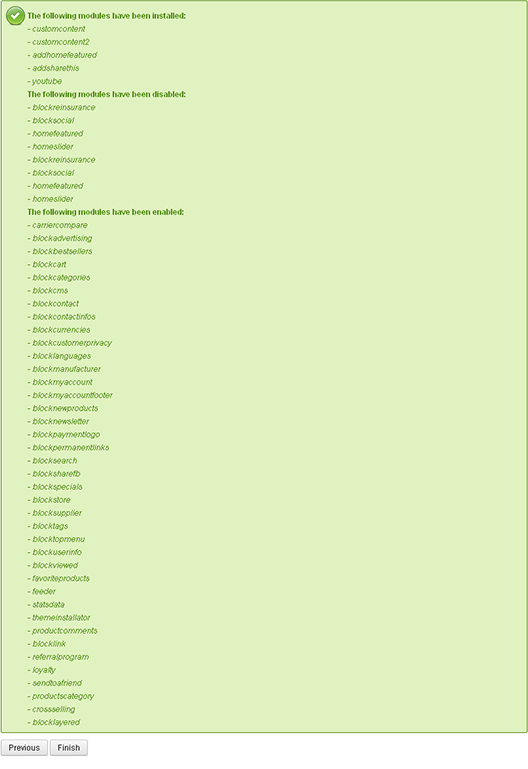 The following modules have been installed:
- customcontent
- customcontent2
- addhomefeatured
- addsharethis
- youtube
The following modules have been disabled:
- blockreinsurance
- blocksocial
- homefeatured
- homeslider
- blockreinsurance
- blocksocial
- homefeatured
- homeslider
The following modules have been enabled:
- carriercompare
- blockadvertising
- blockbestsellers
- blockcart
- blockcategories
- blockcms
- blockcontact
- blockcontactinfos
- blockcurrencies
- blockcustomerprivacy
- blocklanguages
- blockmanufacturer
- blockmyaccount
- blockmyaccountfooter
- blocknewproducts
- blocknewsletter
- blockpaymentlogo
- blockpermanentlinks
- blocksearch
- blocksharefb
- blockspecials
- blockstore
- blocksupplier
- blocktags
- blocktopmenu
- blockuserinfo
- blockviewed
- favoriteproducts
- feeder
- statsdata
- themeinstallator
- productcomments
- blocklink
- referralprogram
- loyalty
- sendtoafriend
- productscategory
- crossselling
- blocklayered
Previous Finish